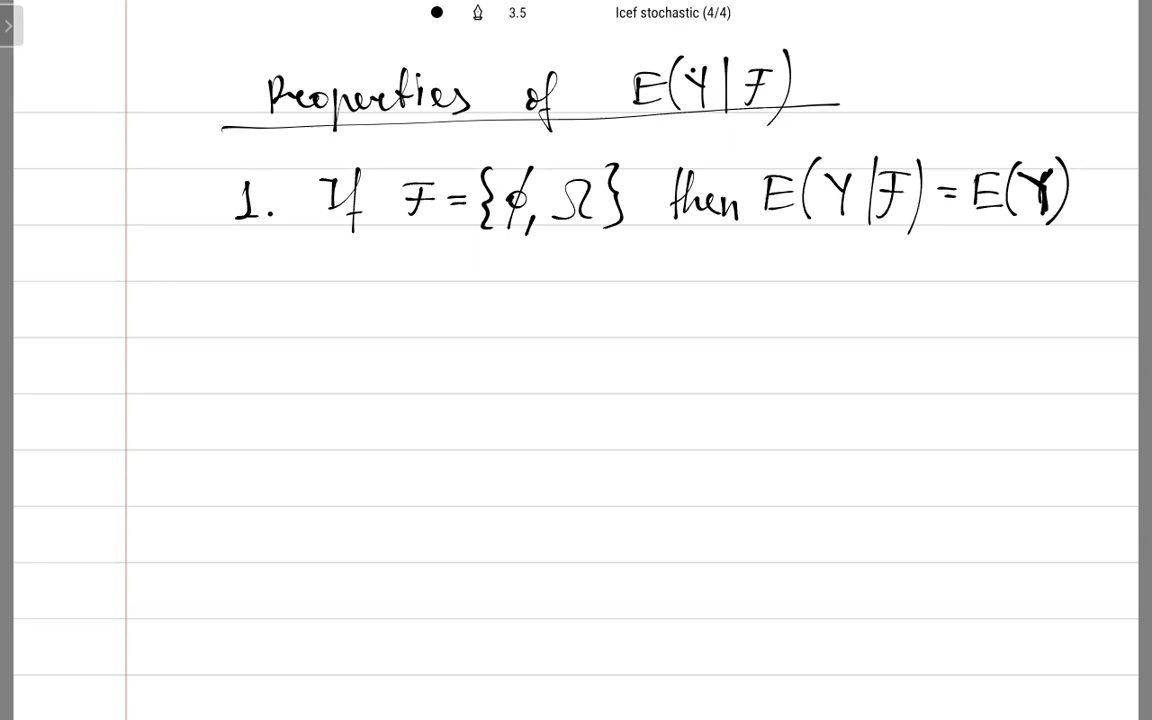 3.5 Icef stochastic (4/4)
Properties of E(Y|F)
1. If F = {ϕ, Ω} then E(Y|F) = E(Y)